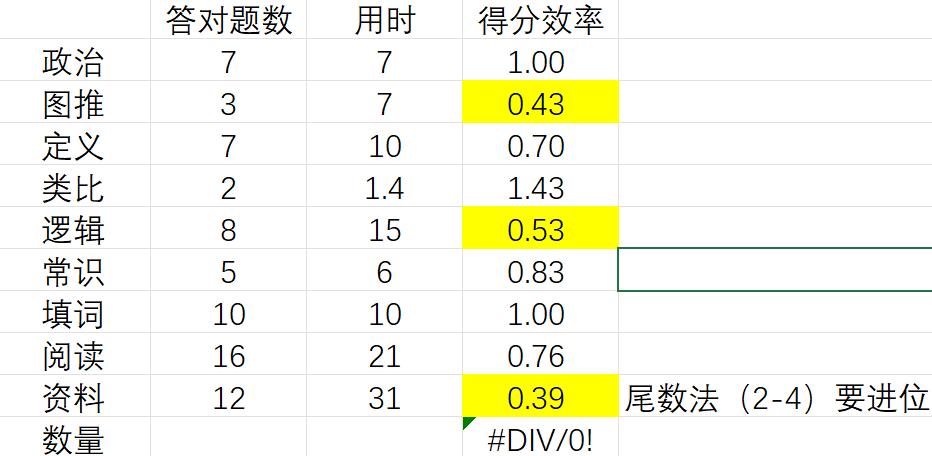 答对题数 用时 得分效率
政治 7 7 1.00
图推 3 7 0.43
定义 7 10 0.70
类比 2 1.4 1.43
逻辑 8 15 0.53
常识 5 6 0.83
填词 10 10 1.00
阅读 16 21 0.76
资料 12 31 0.39 尾数法（2-4）要进位
数量 #DIV/0!